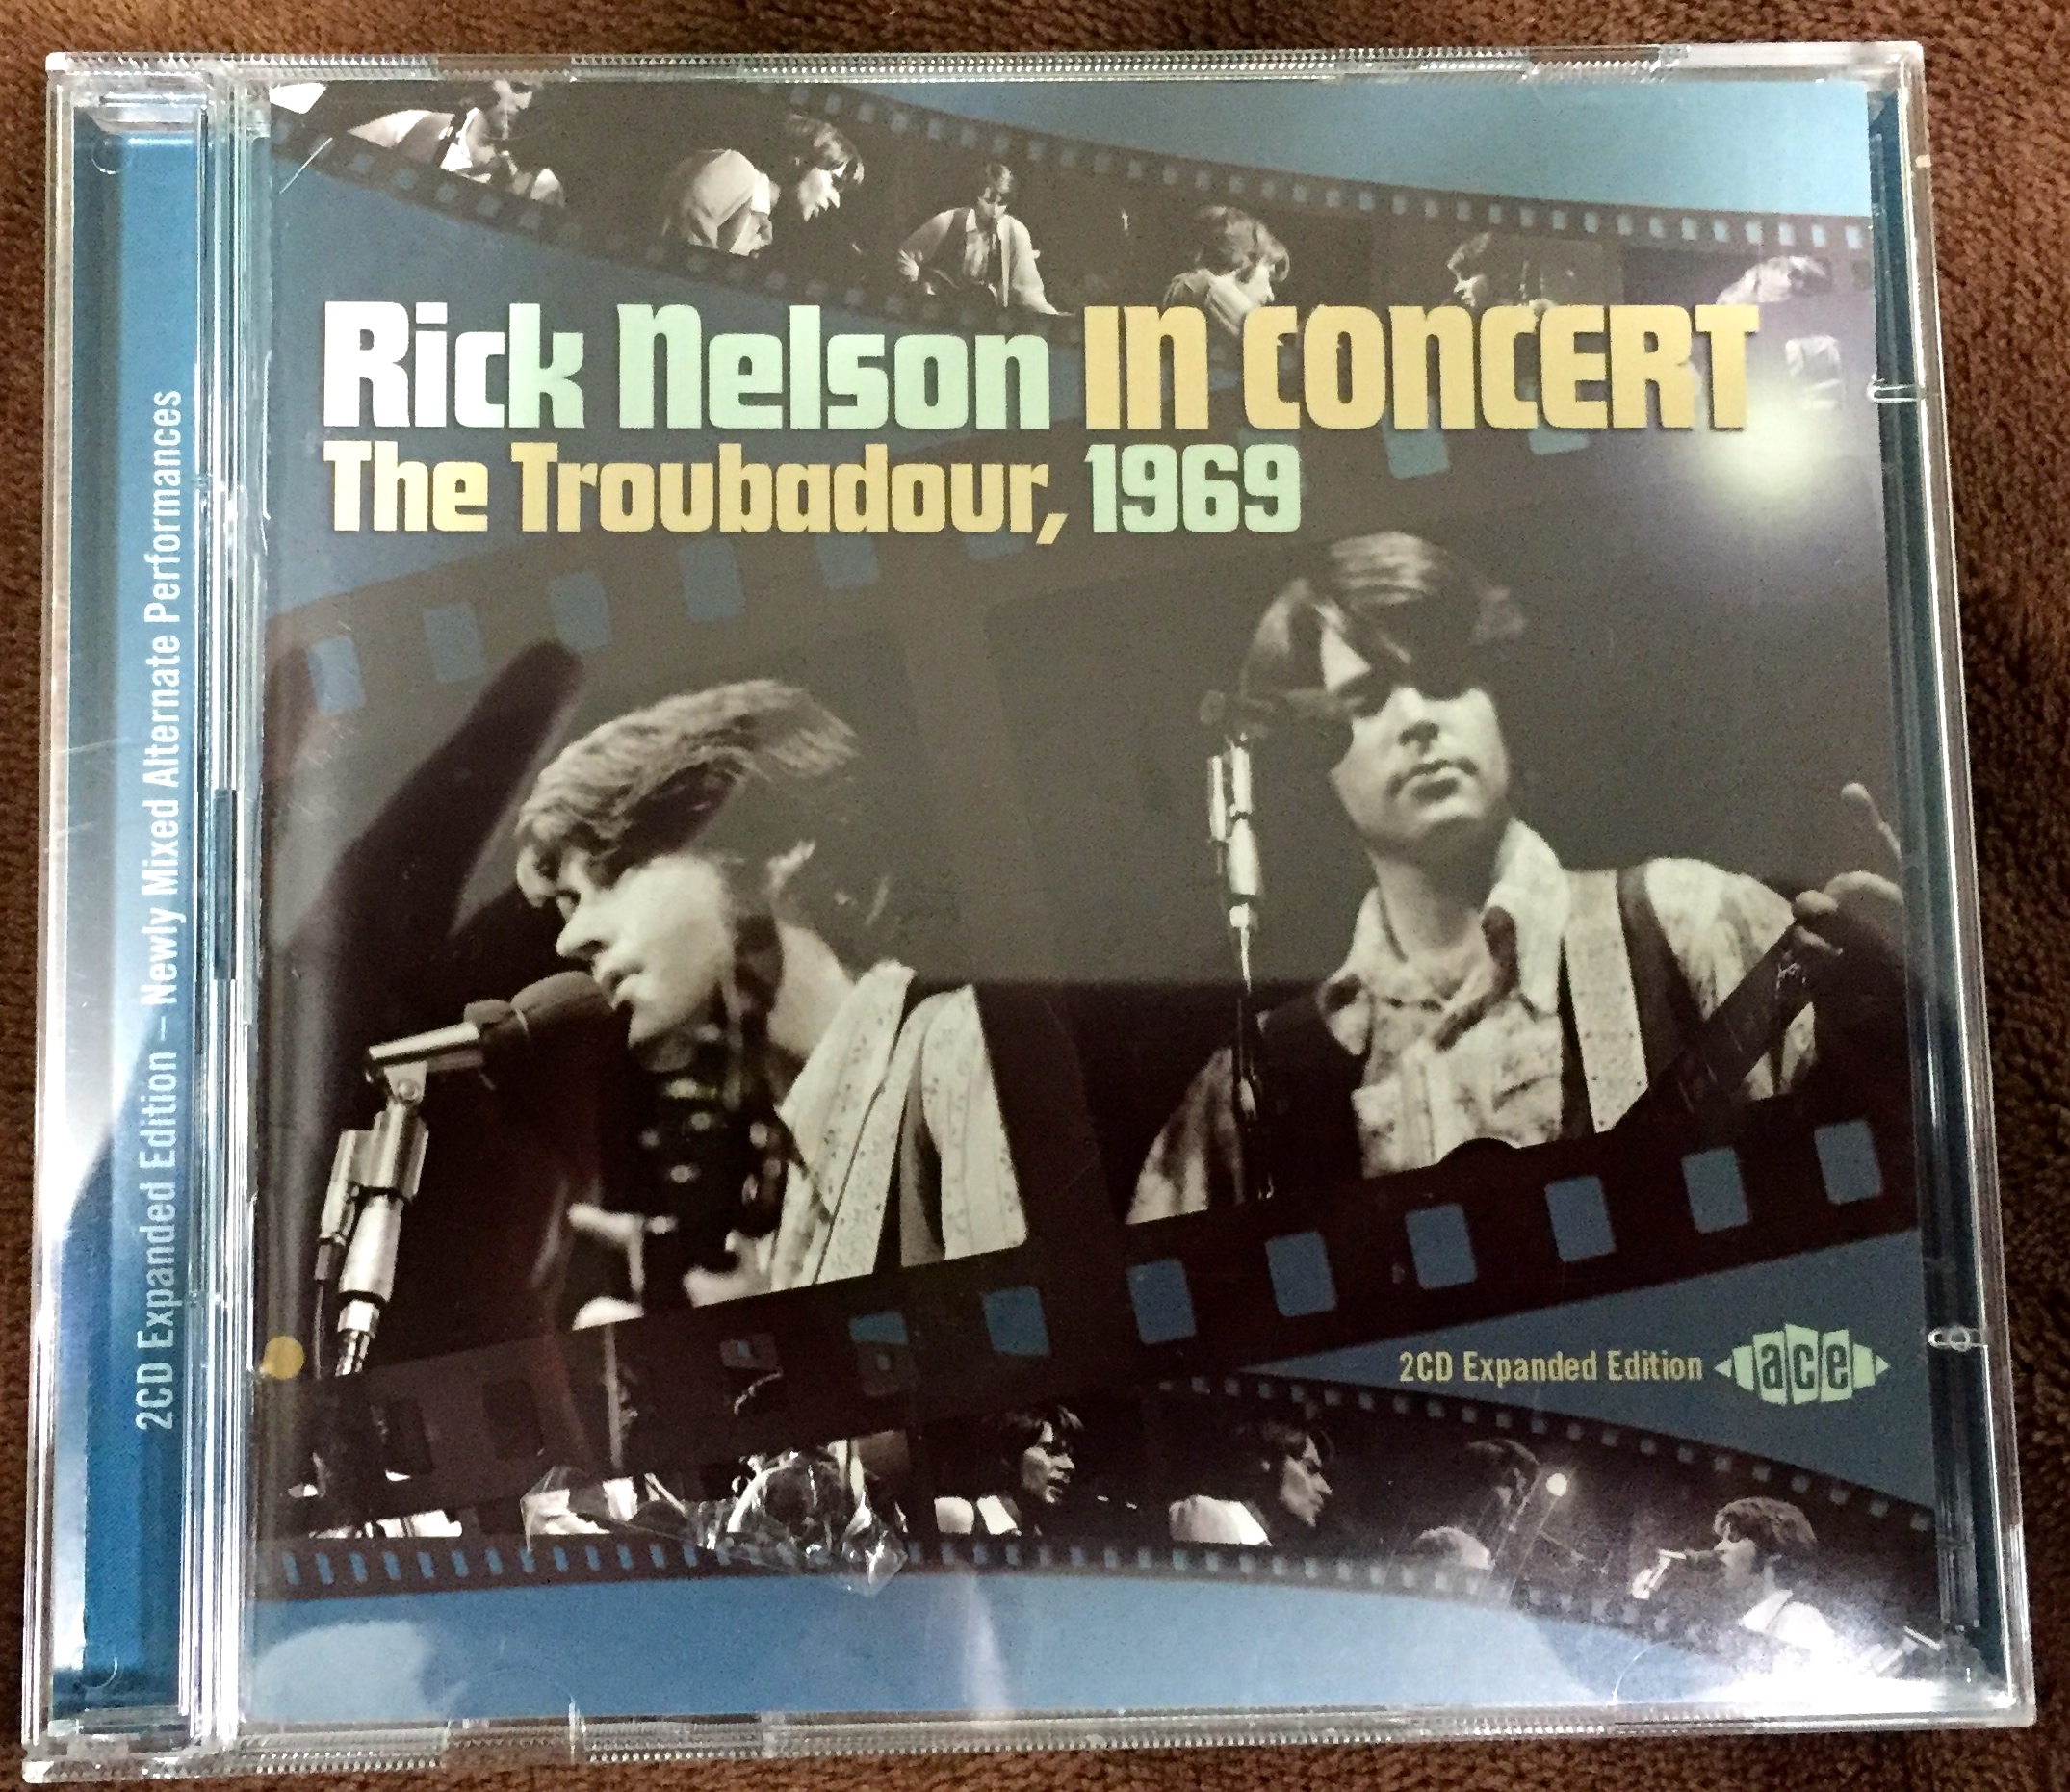 Rick Nelson IN CONCERT
The Troubadour, 1969
2CD Expanded Edition – Newly Mixed Alternate Performances
2CD Expanded Edition
ace